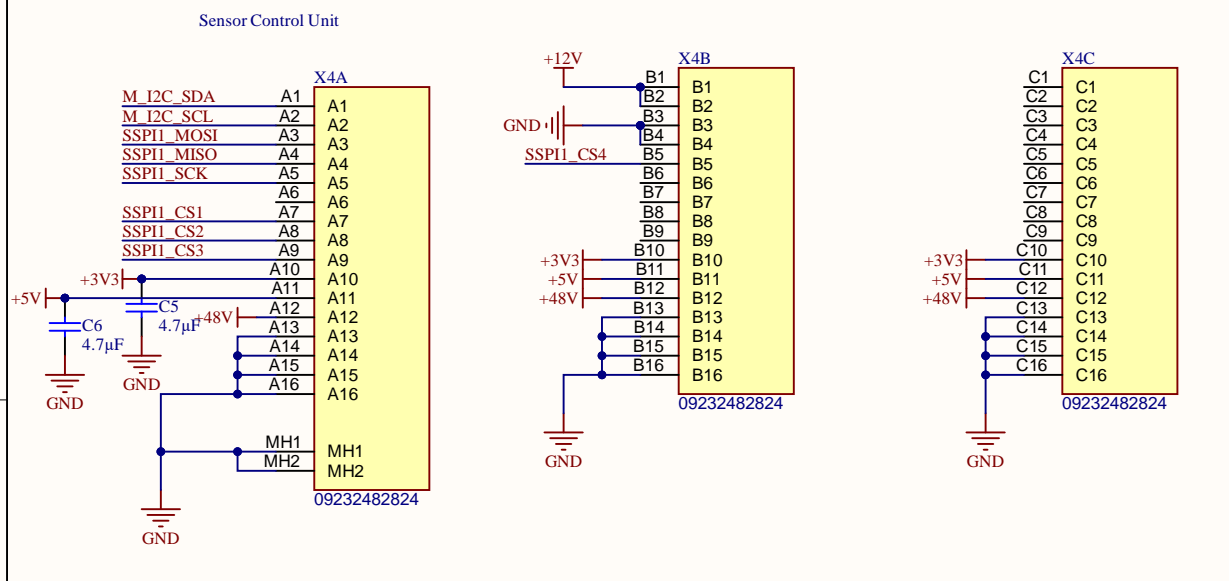 Sensor Control Unit
X4A
M_I2C_SDA A1 A1
M_I2C_SCL A2 A2
SSPI1_MOSI A3 A3
SSPI1_MISO A4 A4
SSPI1_SCK A5 A5
A6 A6
SSPI1_CS1 A7 A7
SSPI1_CS2 A8 A8
SSPI1_CS3 A9 A9
+3V3 A10 A10
+5V A11 A11
C5
4.7µF
+48V A12 A12
C6
4.7µF
A13 A13
A14 A14
A15 A15
A16 A16
GND
GND
MH1 MH1
MH2 MH2
09232482824
GND
X4B
+12V
B1 B1
B2 B2
GND B3 B3
B4 B4
SSPI1_CS4 B5 B5
B6 B6
B7 B7
B8 B8
B9 B9
+3V3 B10 B10
+5V B11 B11
+48V B12 B12
B13 B13
B14 B14
B15 B15
B16 B16
09232482824
GND
X4C
C1 C1
C2 C2
C3 C3
C4 C4
C5 C5
C6 C6
C7 C7
C8 C8
C9 C9
+3V3 C10 C10
+5V C11 C11
+48V C12 C12
C13 C13
C14 C14
C15 C15
C16 C16
09232482824
GND